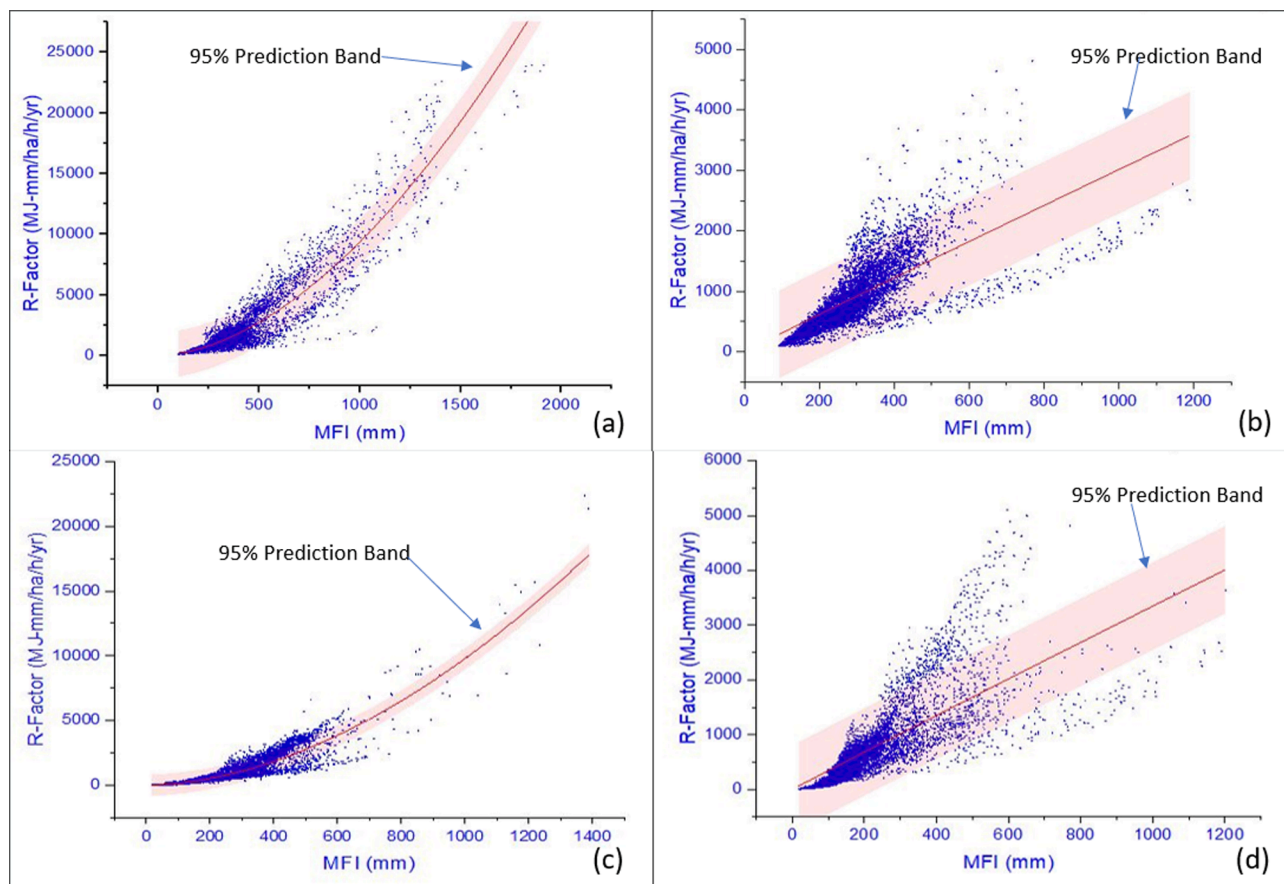 95% Prediction Band
R-Factor (MJ-mm/ha/h/yr)
25000
20000
15000
10000
5000
0
0 500 1000 1500 2000
MFI (mm)
(a)
95% Prediction Band
R-Factor (MJ-mm/ha/h/yr)
5000
4000
3000
2000
1000
0
200 400 600 800 1000 1200
MFI (mm)
(b)
95% Prediction Band
R-Factor (MJ-mm/ha/h/yr)
25000
20000
15000
10000
5000
0
0 200 400 600 800 1000 1200 1400
MFI (mm)
(c)
95% Prediction Band
R-Factor (MJ-mm/ha/h/yr)
6000
5000
4000
3000
2000
1000
0
0 200 400 600 800 1000 1200
MFI (mm)
(d)